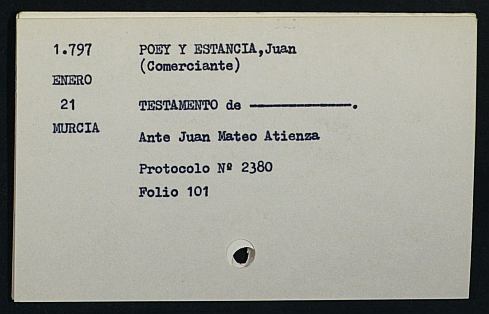 1.797 POEY Y ESTANCIA,Juan
(Comerciante)
ENERO
21 TESTAMENTO de ——————.
MURCIA
Ante Juan Mateo Atienza
Protocolo Nº 2380
Folio 101